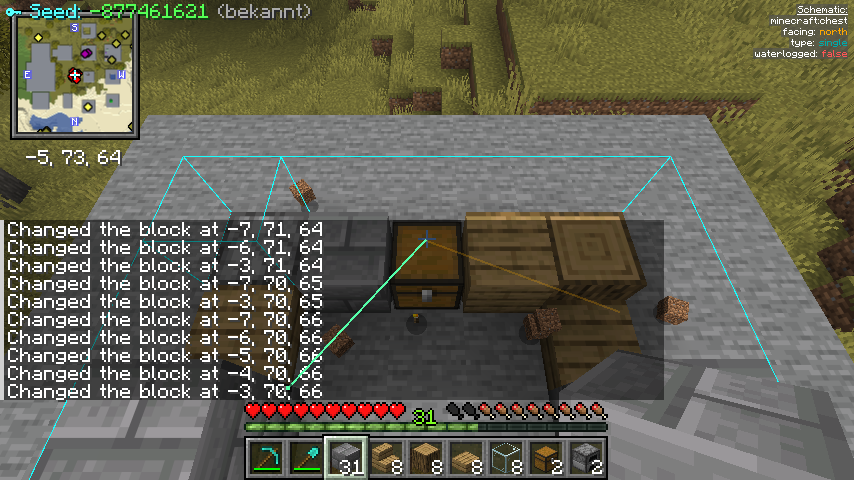 Seed: -877461621 (bekannt)
Schematic:
minecraft:chest
facing: north
type: single
waterlogged: false
S
E
W
N
-5, 73, 64
Changed the block at -7, 71, 64
Changed the block at -6, 71, 64
Changed the block at -3, 71, 64
Changed the block at -7, 70, 65
Changed the block at -3, 70, 65
Changed the block at -7, 70, 66
Changed the block at -6, 70, 66
Changed the block at -5, 70, 66
Changed the block at -4, 70, 66
Changed the block at -3, 70, 66
31
31
8
8
8
8
2
2